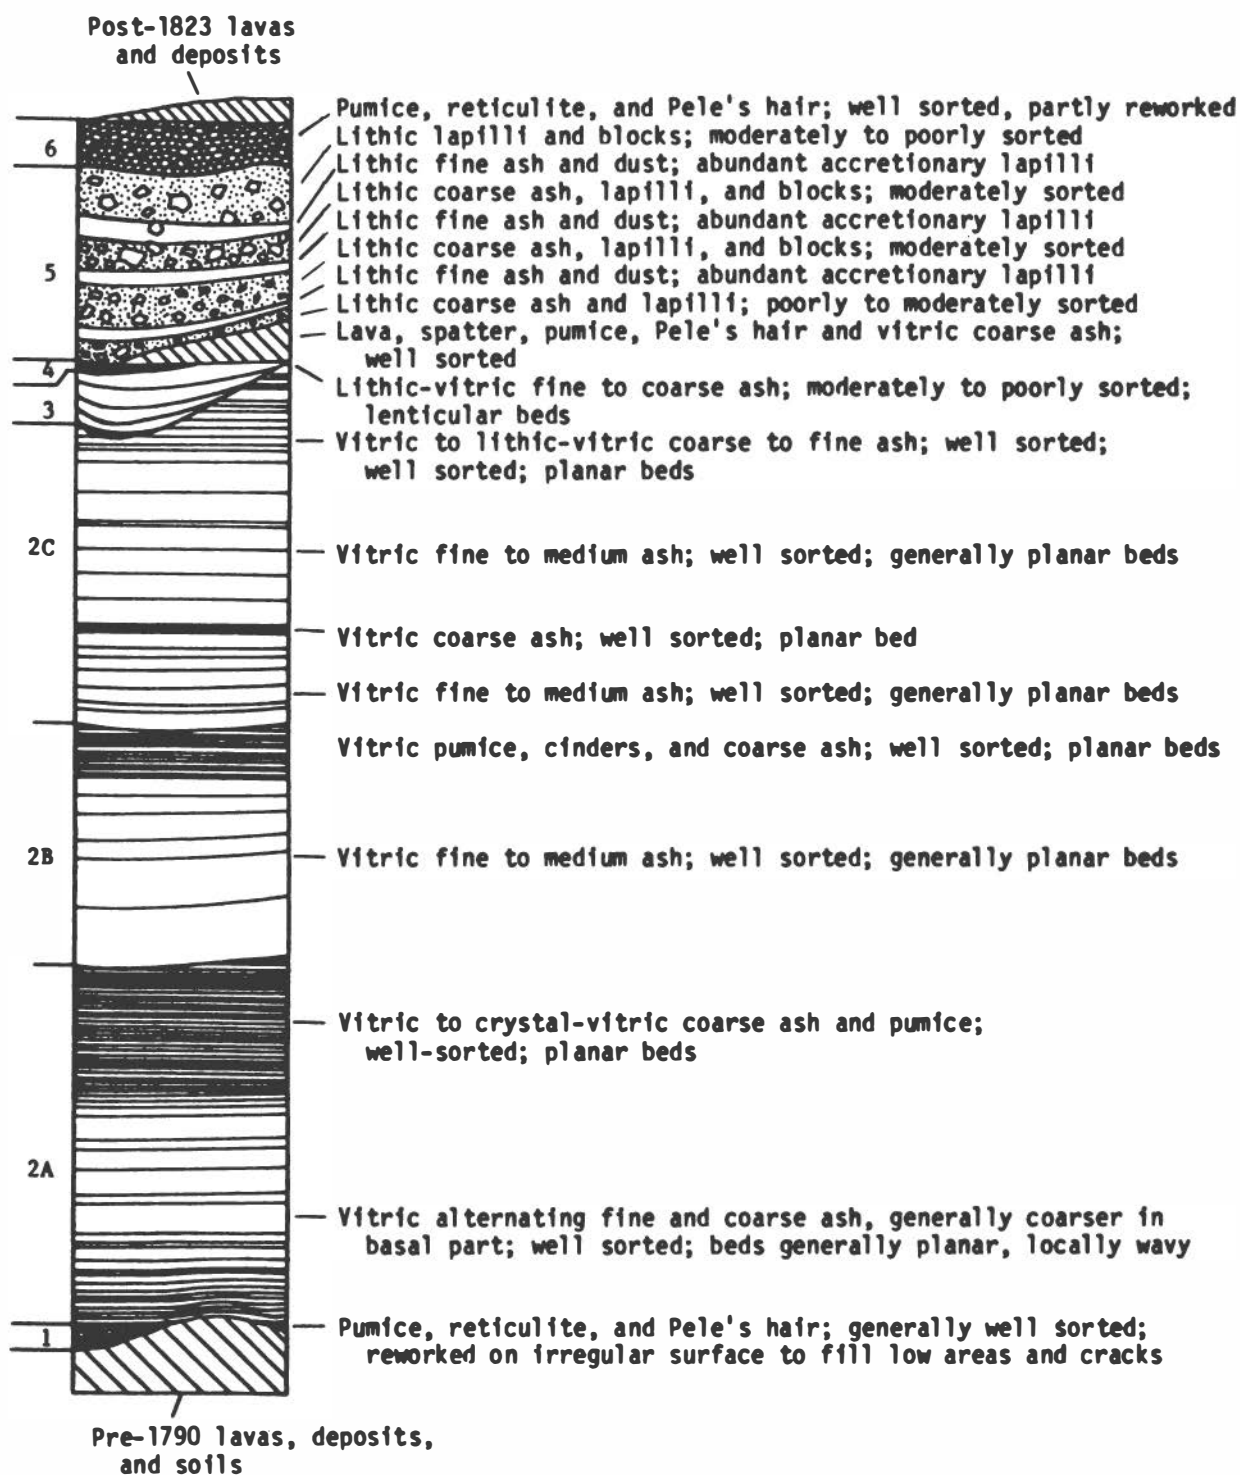 Post-1823 lavas
and deposits
6
5
4
3
2C
2B
2A
1
Pumice, reticulite, and Pele's hair; well sorted, partly reworked
Lithic lapilli and blocks; moderately to poorly sorted
Lithic fine ash and dust; abundant accretionary lapilli
Lithic coarse ash, lapilli, and blocks; moderately sorted
Lithic fine ash and dust; abundant accretionary lapilli
Lithic coarse ash, lapilli, and blocks; moderately sorted
Lithic fine ash and dust; abundant accretionary lapilli
Lithic coarse ash and lapilli; poorly to moderately sorted
Lava, spatter, pumice, Pele's hair and vitric coarse ash;
well sorted
Lithic-vitric fine to coarse ash; moderately to poorly sorted;
lenticular beds
Vitric to lithic-vitric coarse to fine ash; well sorted;
well sorted; planar beds
Vitric fine to medium ash; well sorted; generally planar beds
Vitric coarse ash; well sorted; planar bed
Vitric fine to medium ash; well sorted; generally planar beds
Vitric pumice, cinders, and coarse ash; well sorted; planar beds
Vitric fine to medium ash; well sorted; generally planar beds
Vitric to crystal-vitric coarse ash and pumice;
well-sorted; planar beds
Vitric alternating fine and coarse ash, generally coarser in
basal part; well sorted; beds generally planar, locally wavy
Pumice, reticulite, and Pele's hair; generally well sorted;
reworked on irregular surface to fill low areas and cracks
Pre-1790 lavas, deposits,
and soils